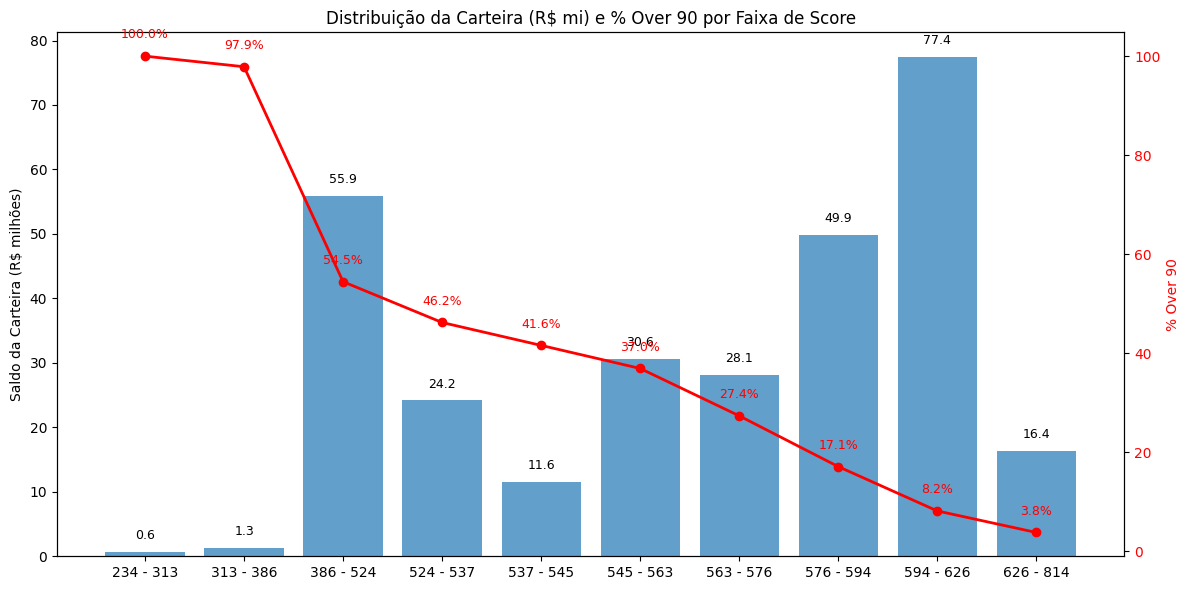 Distribuição da Carteira (R$ mi) e % Over 90 por Faixa de Score
Saldo da Carteira (R$ milhões)
80
70
60
50
40
30
20
10
0
100.0%
97.9%
54.5%
46.2%
41.6%
37.0%
27.4%
17.1%
8.2%
3.8%
0.6
1.3
55.9
24.2
11.6
30.6
28.1
49.9
77.4
16.4
100
80
60
40
20
0
% Over 90
234 - 313
313 - 386
386 - 524
524 - 537
537 - 545
545 - 563
563 - 576
576 - 594
594 - 626
626 - 814